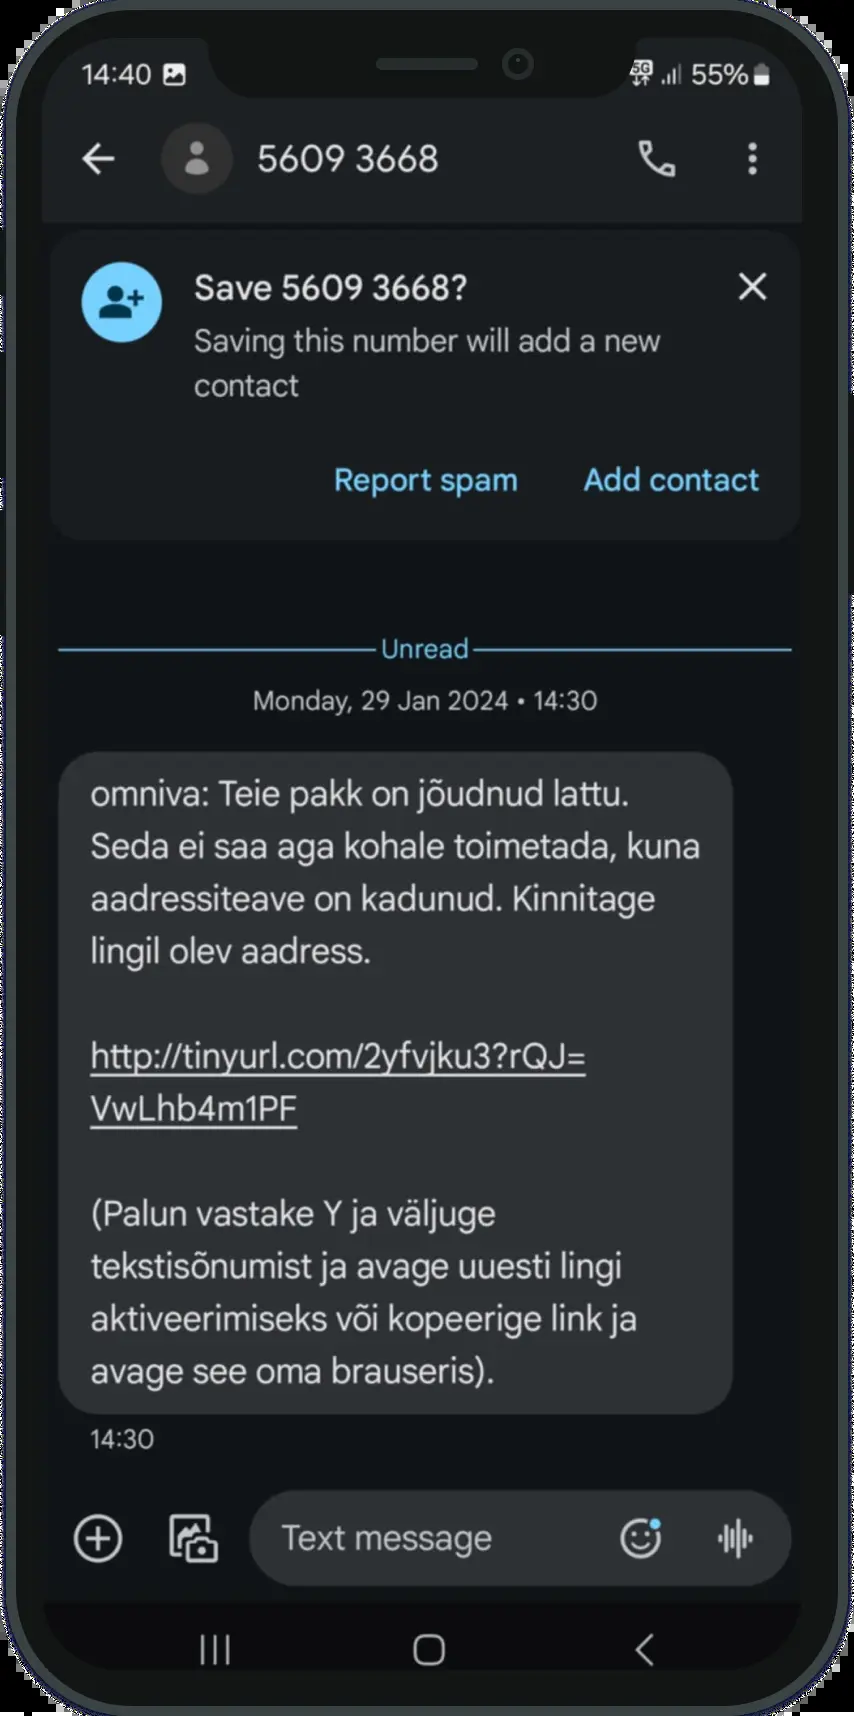 14:40 5G 55%
5609 3668
Save 5609 3668?
Saving this number will add a new
contact
Report spam Add contact
Unread
Monday, 29 Jan 2024 • 14:30
omniva: Teie pakk on jõudnud lattu.
Seda ei saa aga kohale toimetada, kuna
aadressiteave on kadunud. Kinnitage
lingil olev aadress.
http://tinyurl.com/2yfvjku3?rQJ=
VwLhb4m1PF
(Palun vastake Y ja väljuge
tekstisõnumist ja avage uuesti lingi
aktiveerimiseks või kopeerige link ja
avage see oma brauseris).
14:30
Text message